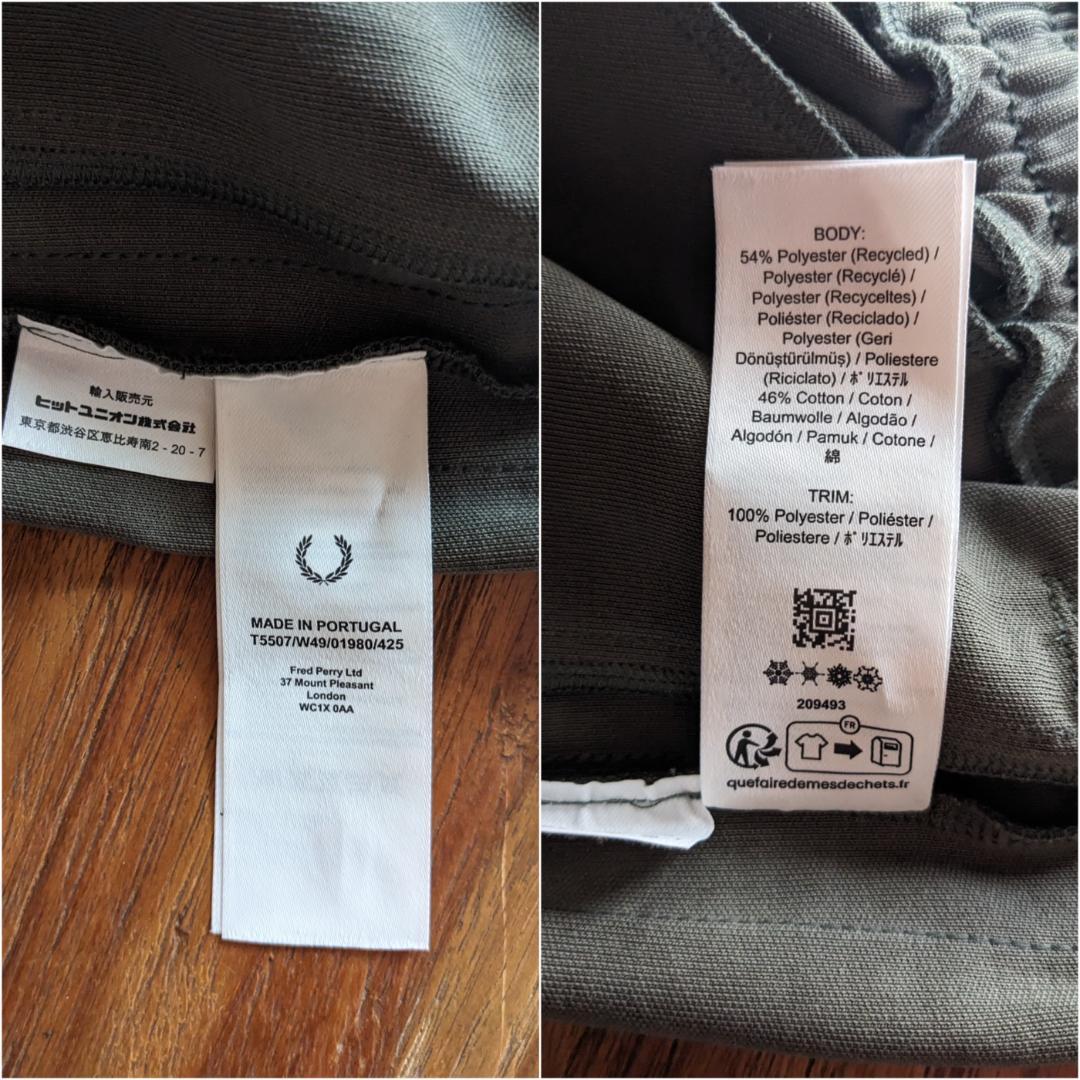 輸入販売元
ヒットユニオン株式会社
東京都渋谷区恵比寿南2-20-7
MADE IN PORTUGAL
T5507/W49/01980/425
Fred Perry Ltd
37 Mount Pleasant
London
WC1X 0AA
BODY:
54% Polyester (Recycled) /
Polyester (Recyclé) /
Polyester (Recyceltes) /
Poliéster (Reciclado) /
Polyester (Geri
Dönüştürülmüş) / Poliestere
(Riciclato) / ﾎﾟﾘｴｽﾃﾙ
46% Cotton / Coton /
Baumwolle / Algodão /
Algodón / Pamuk / Cotone /
綿
TRIM:
100% Polyester / Poliéster /
Poliestere / ﾎﾟﾘｴｽﾃﾙ
209493
FR
quefairedemesdechets.fr